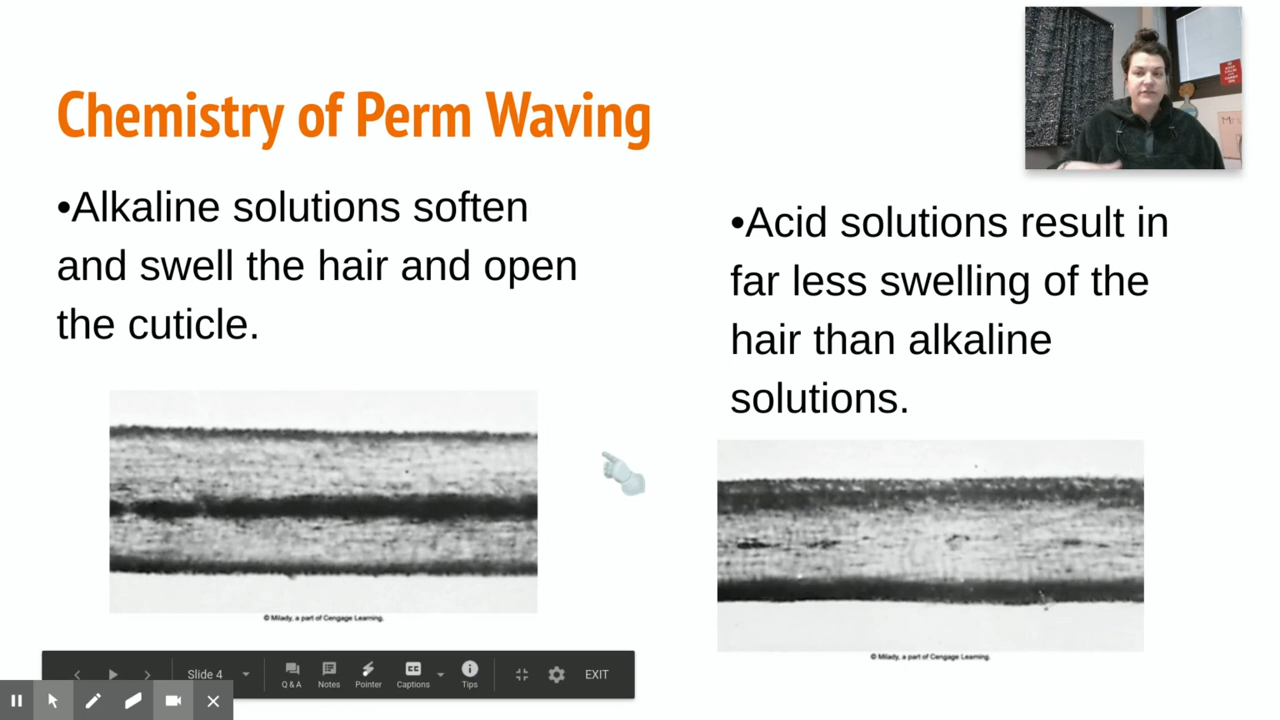 Chemistry of Perm Waving
•Alkaline solutions soften
and swell the hair and open
the cuticle.
•Acid solutions result in
far less swelling of the
hair than alkaline
solutions.
© Milady, a part of Cengage Learning.
© Milady, a part of Cengage Learning.
Slide 4
Q & A
Notes
Pointer
CC
Captions
Tips
EXIT